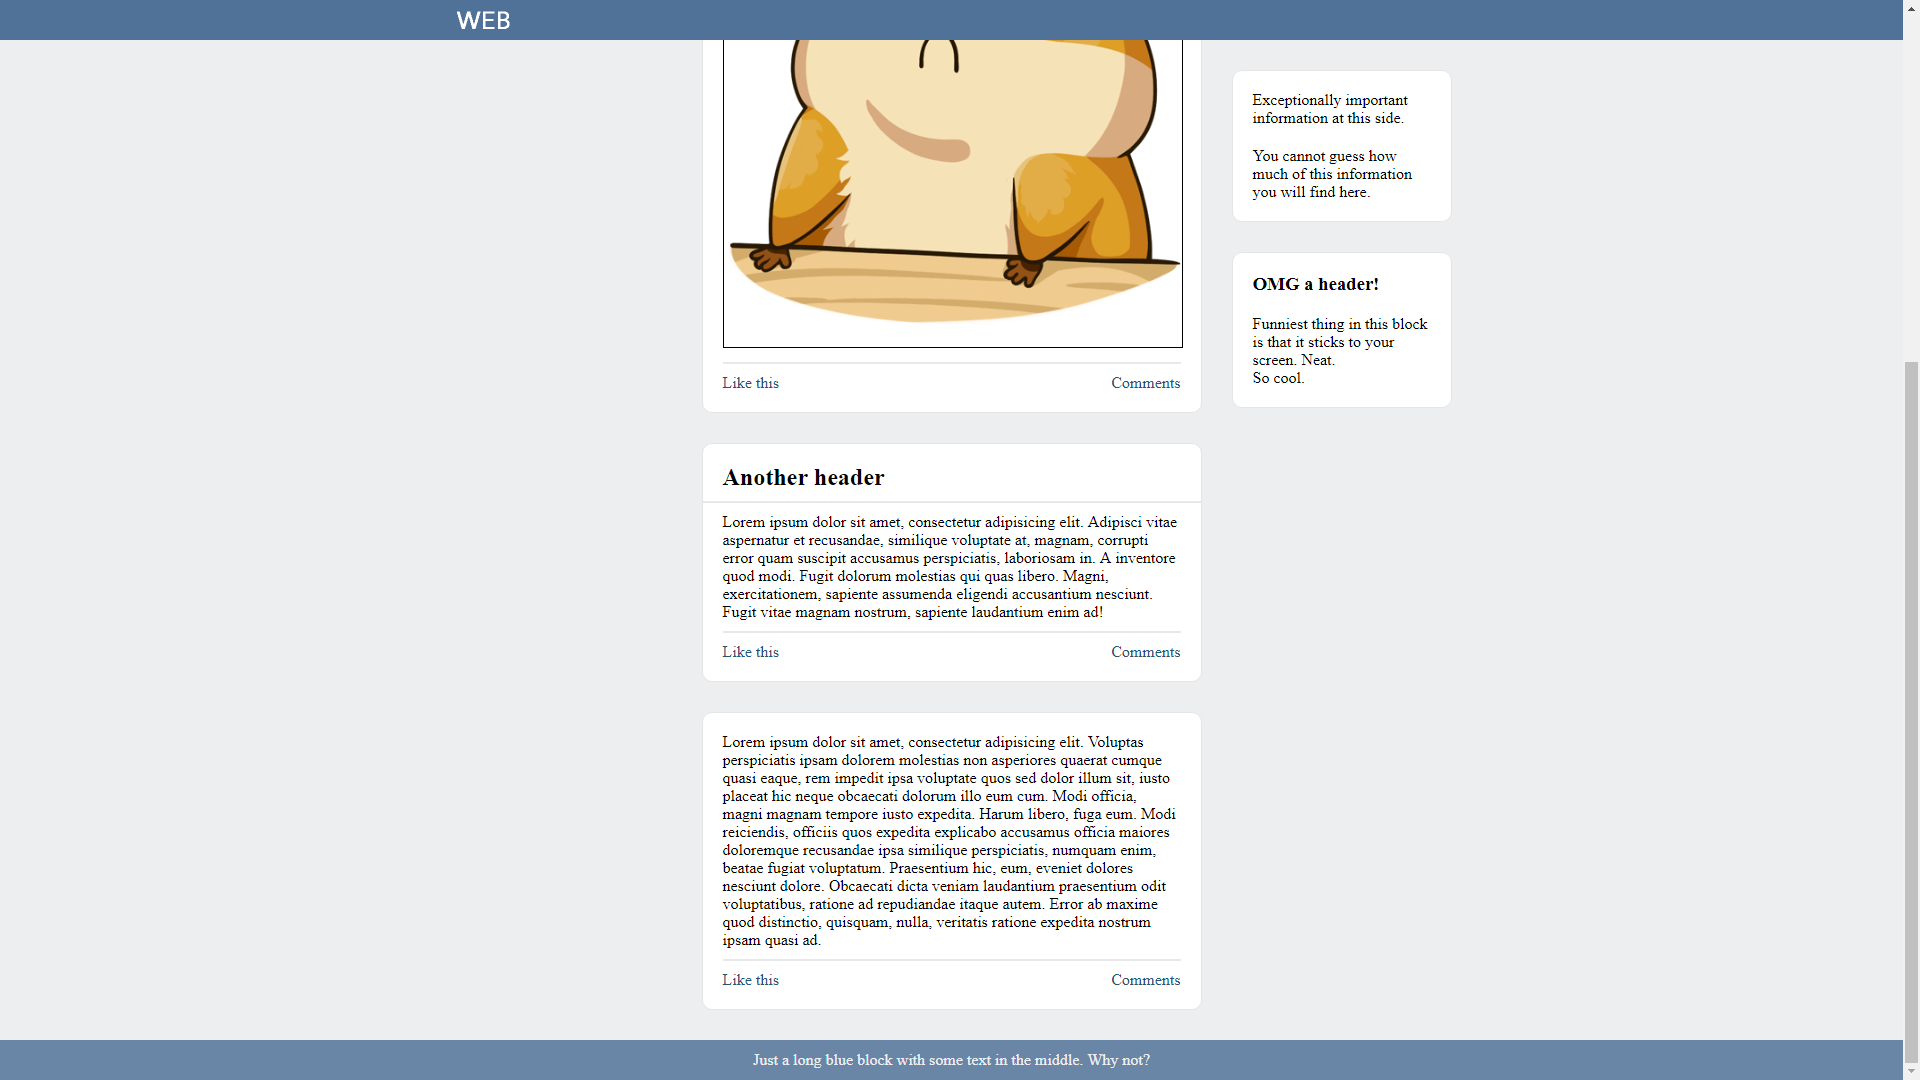 WEB
Like this
Comments
Another header
Lorem ipsum dolor sit amet, consectetur adipisicing elit. Adipisci vitae
aspernatur et recusandae, similique voluptate at, magnam, corrupti
error quam suscipit accusamus perspiciatis, laboriosam in. A inventore
quod modi. Fugit dolorum molestias qui quas libero. Magni,
exercitationem, sapiente assumenda eligendi accusantium nesciunt.
Fugit vitae magnam nostrum, sapiente laudantium enim ad!
Like this
Comments
Lorem ipsum dolor sit amet, consectetur adipisicing elit. Voluptas
perspiciatis ipsam dolorem molestias non asperiores quaerat cumque
quasi eaque, rem impedit ipsa voluptate quos sed dolor illum sit, iusto
placeat hic neque obcaecati dolorum illo eum cum. Modi officia,
magni magnam tempore iusto expedita. Harum libero, fuga eum. Modi
reiciendis, officiis quos expedita explicabo accusamus officia maiores
doloremque recusandae ipsa similique perspiciatis, numquam enim,
beatae fugiat voluptatum. Praesentium hic, eum, eveniet dolores
nesciunt dolore. Obcaecati dicta veniam laudantium praesentium odit
voluptatibus, ratione ad repudiandae itaque autem. Error ab maxime
quod distinctio, quisquam, nulla, veritatis ratione expedita nostrum
ipsam quasi ad.
Like this
Comments
Exceptionally important
information at this side.
You cannot guess how
much of this information
you will find here.
OMG a header!
Funniest thing in this block
is that it sticks to your
screen. Neat.
So cool.
Just a long blue block with some text in the middle. Why not?